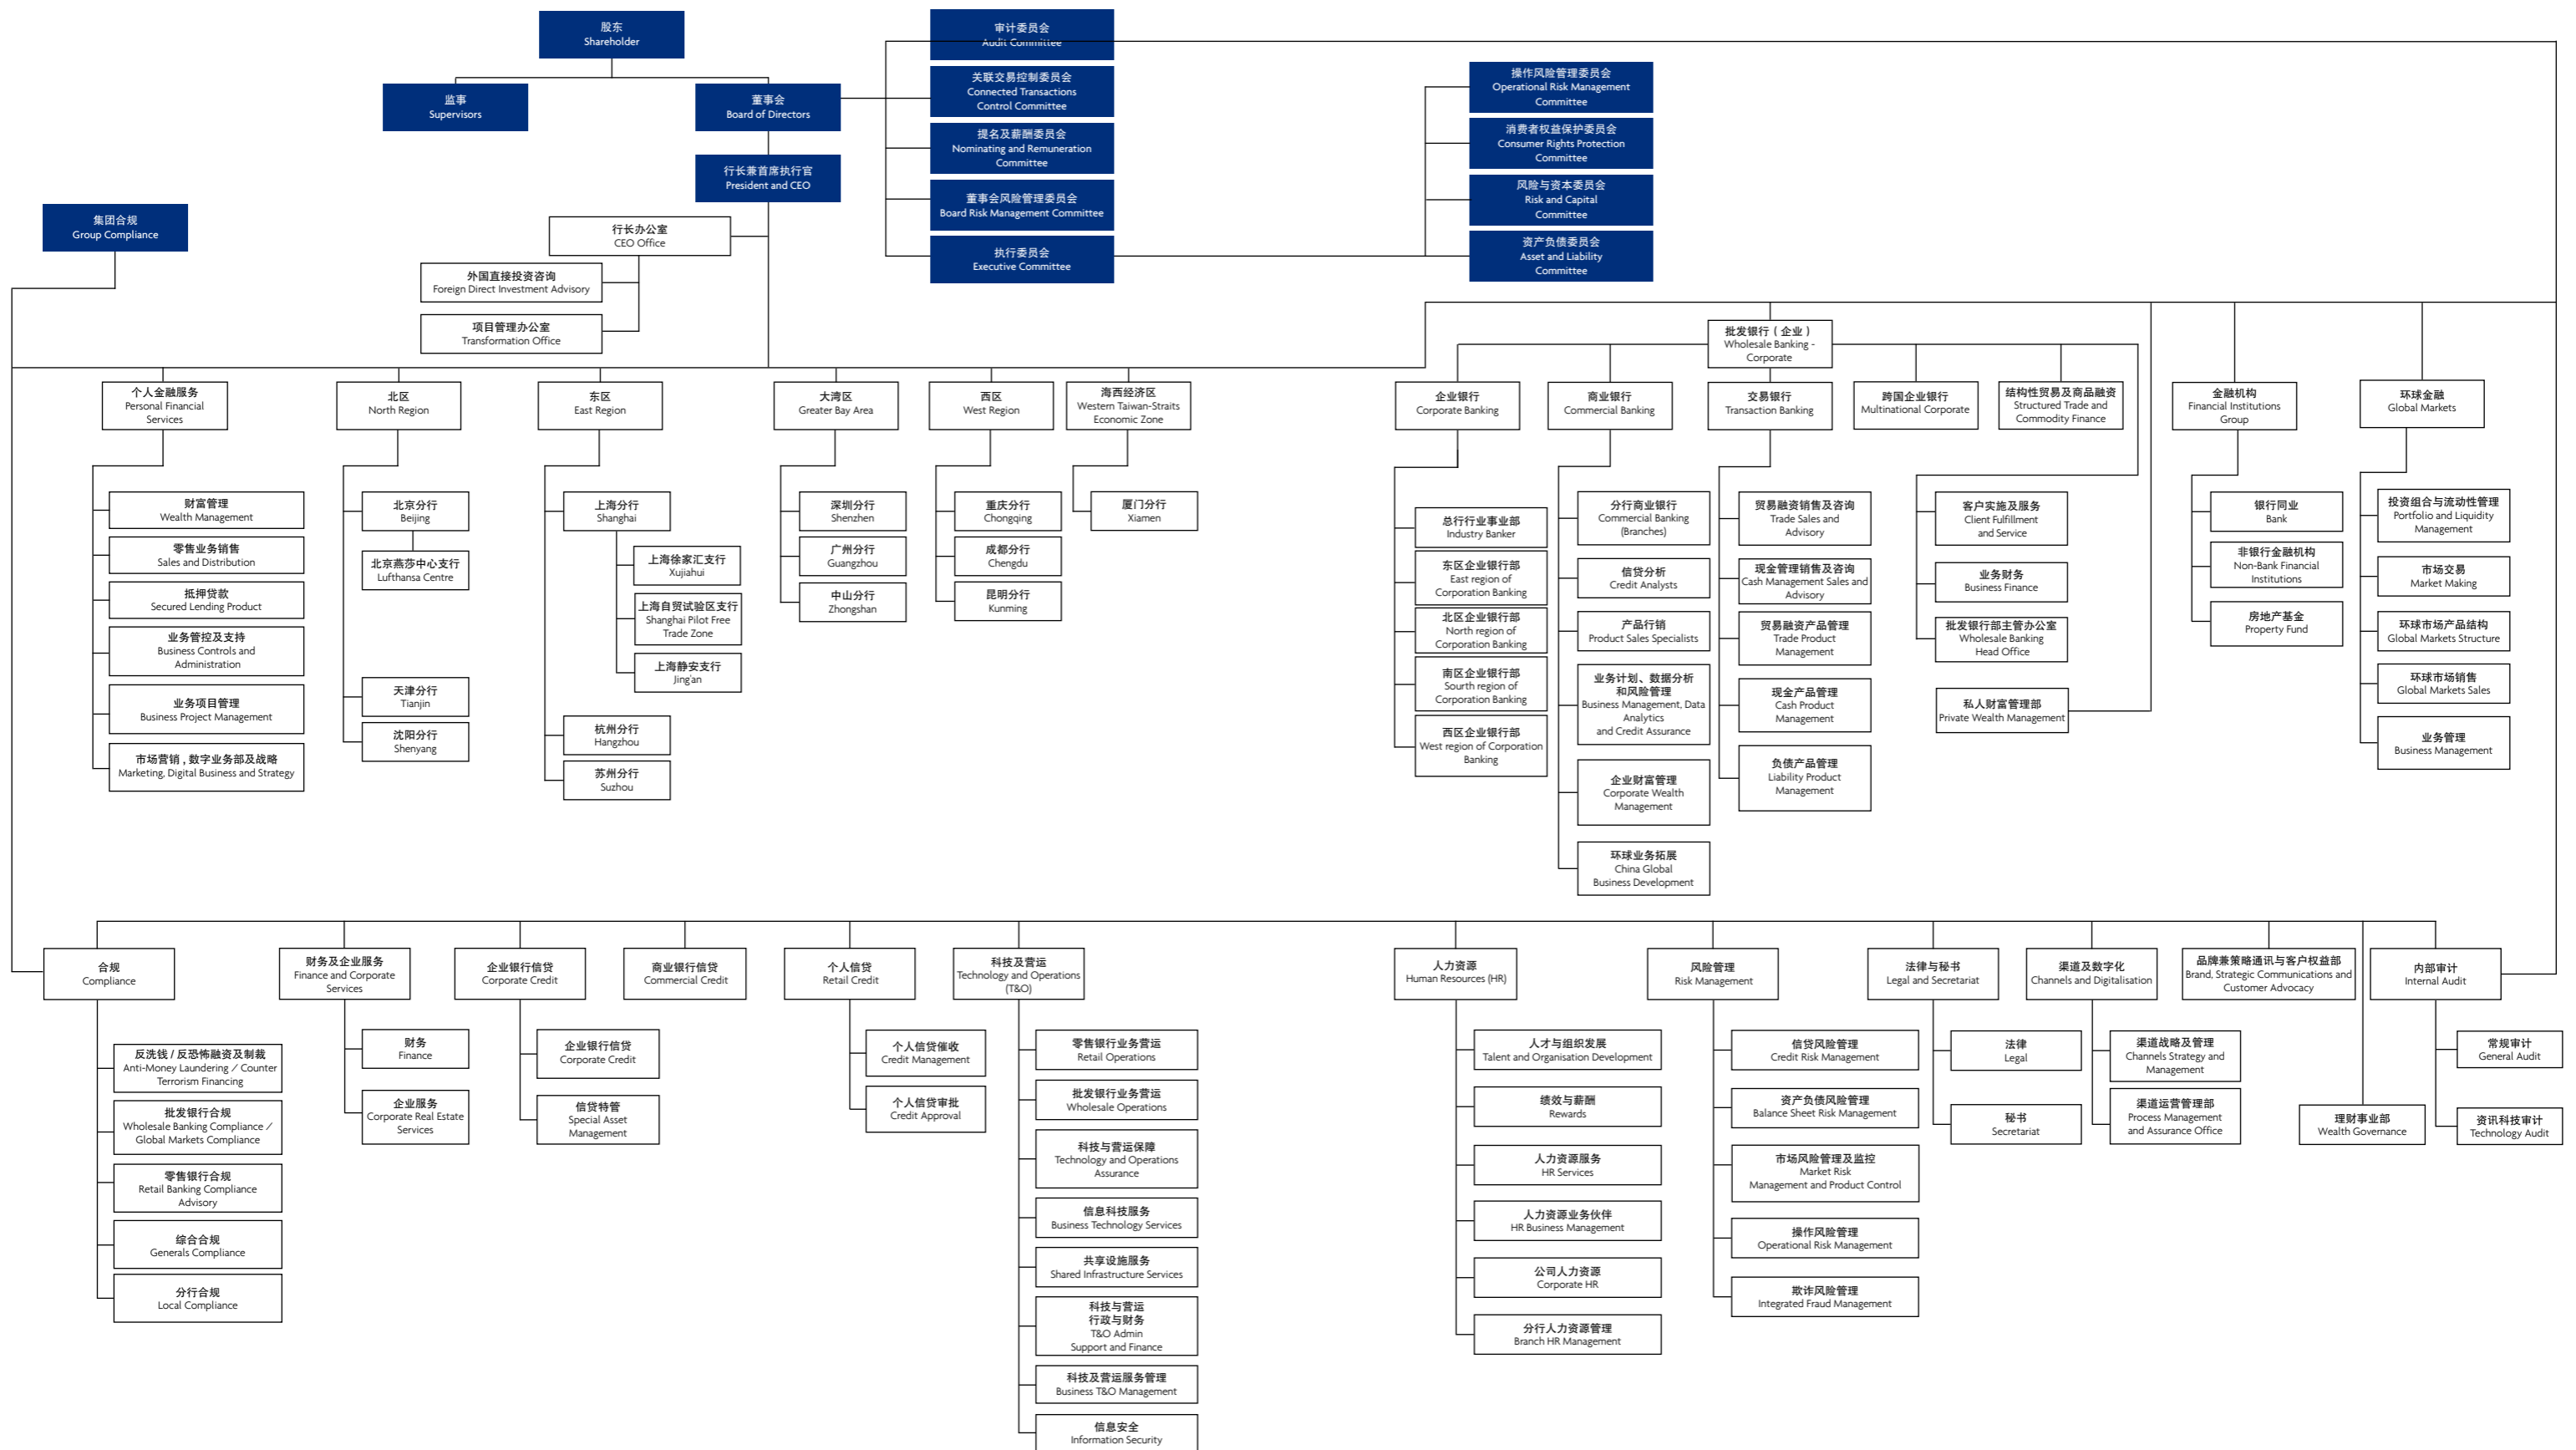 股东
Shareholder
监事
Supervisors
董事会
Board of Directors
行长兼首席执行官
President and CEO
审计委员会
Audit Committee
关联交易控制委员会
Connected Transactions
Control Committee
提名及薪酬委员会
Nominating and Remuneration
Committee
董事会风险管理委员会
Board Risk Management Committee
执行委员会
Executive Committee
操作风险管理委员会
Operational Risk Management
Committee
消费者权益保护委员会
Consumer Rights Protection
Committee
风险与资本委员会
Risk and Capital
Committee
资产负债委员会
Asset and Liability
Committee
集团合规
Group Compliance
行长办公室
CEO Office
外国直接投资咨询
Foreign Direct Investment Advisory
项目管理办公室
Transformation Office
个人金融服务
Personal Financial
Services
财富管理
Wealth Management
零售业务销售
Sales and Distribution
抵押贷款
Secured Lending Product
业务管控及支持
Business Controls and
Administration
业务项目管理
Business Project Management
市场营销 , 数字业务部及战略
Marketing, Digital Business and Strategy
北区
North Region
北京分行
Beijing
北京燕莎中心支行
Lufthansa Centre
天津分行
Tianjin
沈阳分行
Shenyang
东区
East Region
上海分行
Shanghai
上海徐家汇支行
Xujiahui
上海自贸试验区支行
Shanghai Pilot Free
Trade Zone
上海静安支行
Jing'an
杭州分行
Hangzhou
苏州分行
Suzhou
大湾区
Greater Bay Area
深圳分行
Shenzhen
广州分行
Guangzhou
中山分行
Zhongshan
西区
West Region
重庆分行
Chongqing
成都分行
Chengdu
昆明分行
Kunming
海西经济区
Western Taiwan-Straits
Economic Zone
厦门分行
Xiamen
批发银行 ( 企业 )
Wholesale Banking -
Corporate
企业银行
Corporate Banking
总行行业事业部
Industry Banker
东区企业银行部
East region of
Corporation Banking
北区企业银行部
North region of
Corporation Banking
南区企业银行部
Sourth region of
Corporation Banking
西区企业银行部
West region of Corporation
Banking
商业银行
Commercial Banking
分行商业银行
Commercial Banking
(Branches)
信贷分析
Credit Analysts
产品行销
Product Sales Specialists
业务计划、数据分析
和风险管理
Business Management, Data
Analytics
and Credit Assurance
企业财富管理
Corporate Wealth
Management
环球业务拓展
China Global
Business Development
交易银行
Transaction Banking
贸易融资销售及咨询
Trade Sales and
Advisory
现金管理销售及咨询
Cash Management Sales and
Advisory
贸易融资产品管理
Trade Product
Management
现金产品管理
Cash Product
Management
负债产品管理
Liability Product
Management
跨国企业银行
Multinational Corporate
结构性贸易及商品融资
Structured Trade and
Commodity Finance
客户实施及服务
Client Fulfillment
and Service
业务财务
Business Finance
批发银行部主管办公室
Wholesale Banking
Head Office
私人财富管理部
Private Wealth Management
金融机构
Financial Institutions
Group
银行同业
Bank
非银行金融机构
Non-Bank Financial
Institutions
房地产基金
Property Fund
环球金融
Global Markets
投资组合与流动性管理
Portfolio and Liquidity
Management
市场交易
Market Making
环球市场产品结构
Global Markets Structure
环球市场销售
Global Markets Sales
业务管理
Business Management
合规
Compliance
反洗钱 / 反恐怖融资及制裁
Anti-Money Laundering / Counter
Terrorism Financing
批发银行合规
Wholesale Banking Compliance /
Global Markets Compliance
零售银行合规
Retail Banking Compliance
Advisory
综合合规
Generals Compliance
分行合规
Local Compliance
财务及企业服务
Finance and Corporate
Services
财务
Finance
企业服务
Corporate Real Estate
Services
企业银行信贷
Corporate Credit
企业银行信贷
Corporate Credit
信贷特管
Special Asset
Management
商业银行信贷
Commercial Credit
个人信贷
Retail Credit
个人信贷催收
Credit Management
个人信贷审批
Credit Approval
科技及营运
Technology and Operations
(T&O)
零售银行业务营运
Retail Operations
批发银行业务营运
Wholesale Operations
科技与营运保障
Technology and Operations
Assurance
信息科技服务
Business Technology Services
共享设施服务
Shared Infrastructure Services
科技与营运
行政与财务
T&O Admin
Support and Finance
科技及营运服务管理
Business T&O Management
信息安全
Information Security
人力资源
Human Resources (HR)
人才与组织发展
Talent and Organisation Development
绩效与薪酬
Rewards
人力资源服务
HR Services
人力资源业务伙伴
HR Business Management
公司人力资源
Corporate HR
分行人力资源管理
Branch HR Management
风险管理
Risk Management
信贷风险管理
Credit Risk Management
资产负债风险管理
Balance Sheet Risk Management
市场风险管理及监控
Market Risk
Management and Product Control
操作风险管理
Operational Risk Management
欺诈风险管理
Integrated Fraud Management
法律与秘书
Legal and Secretariat
法律
Legal
秘书
Secretariat
渠道及数字化
Channels and Digitalisation
渠道战略及管理
Channels Strategy and
Management
渠道运营管理部
Process Management
and Assurance Office
品牌兼策略通讯与客户权益部
Brand, Strategic Communications and
Customer Advocacy
理财事业部
Wealth Governance
内部审计
Internal Audit
常规审计
General Audit
资讯科技审计
Technology Audit